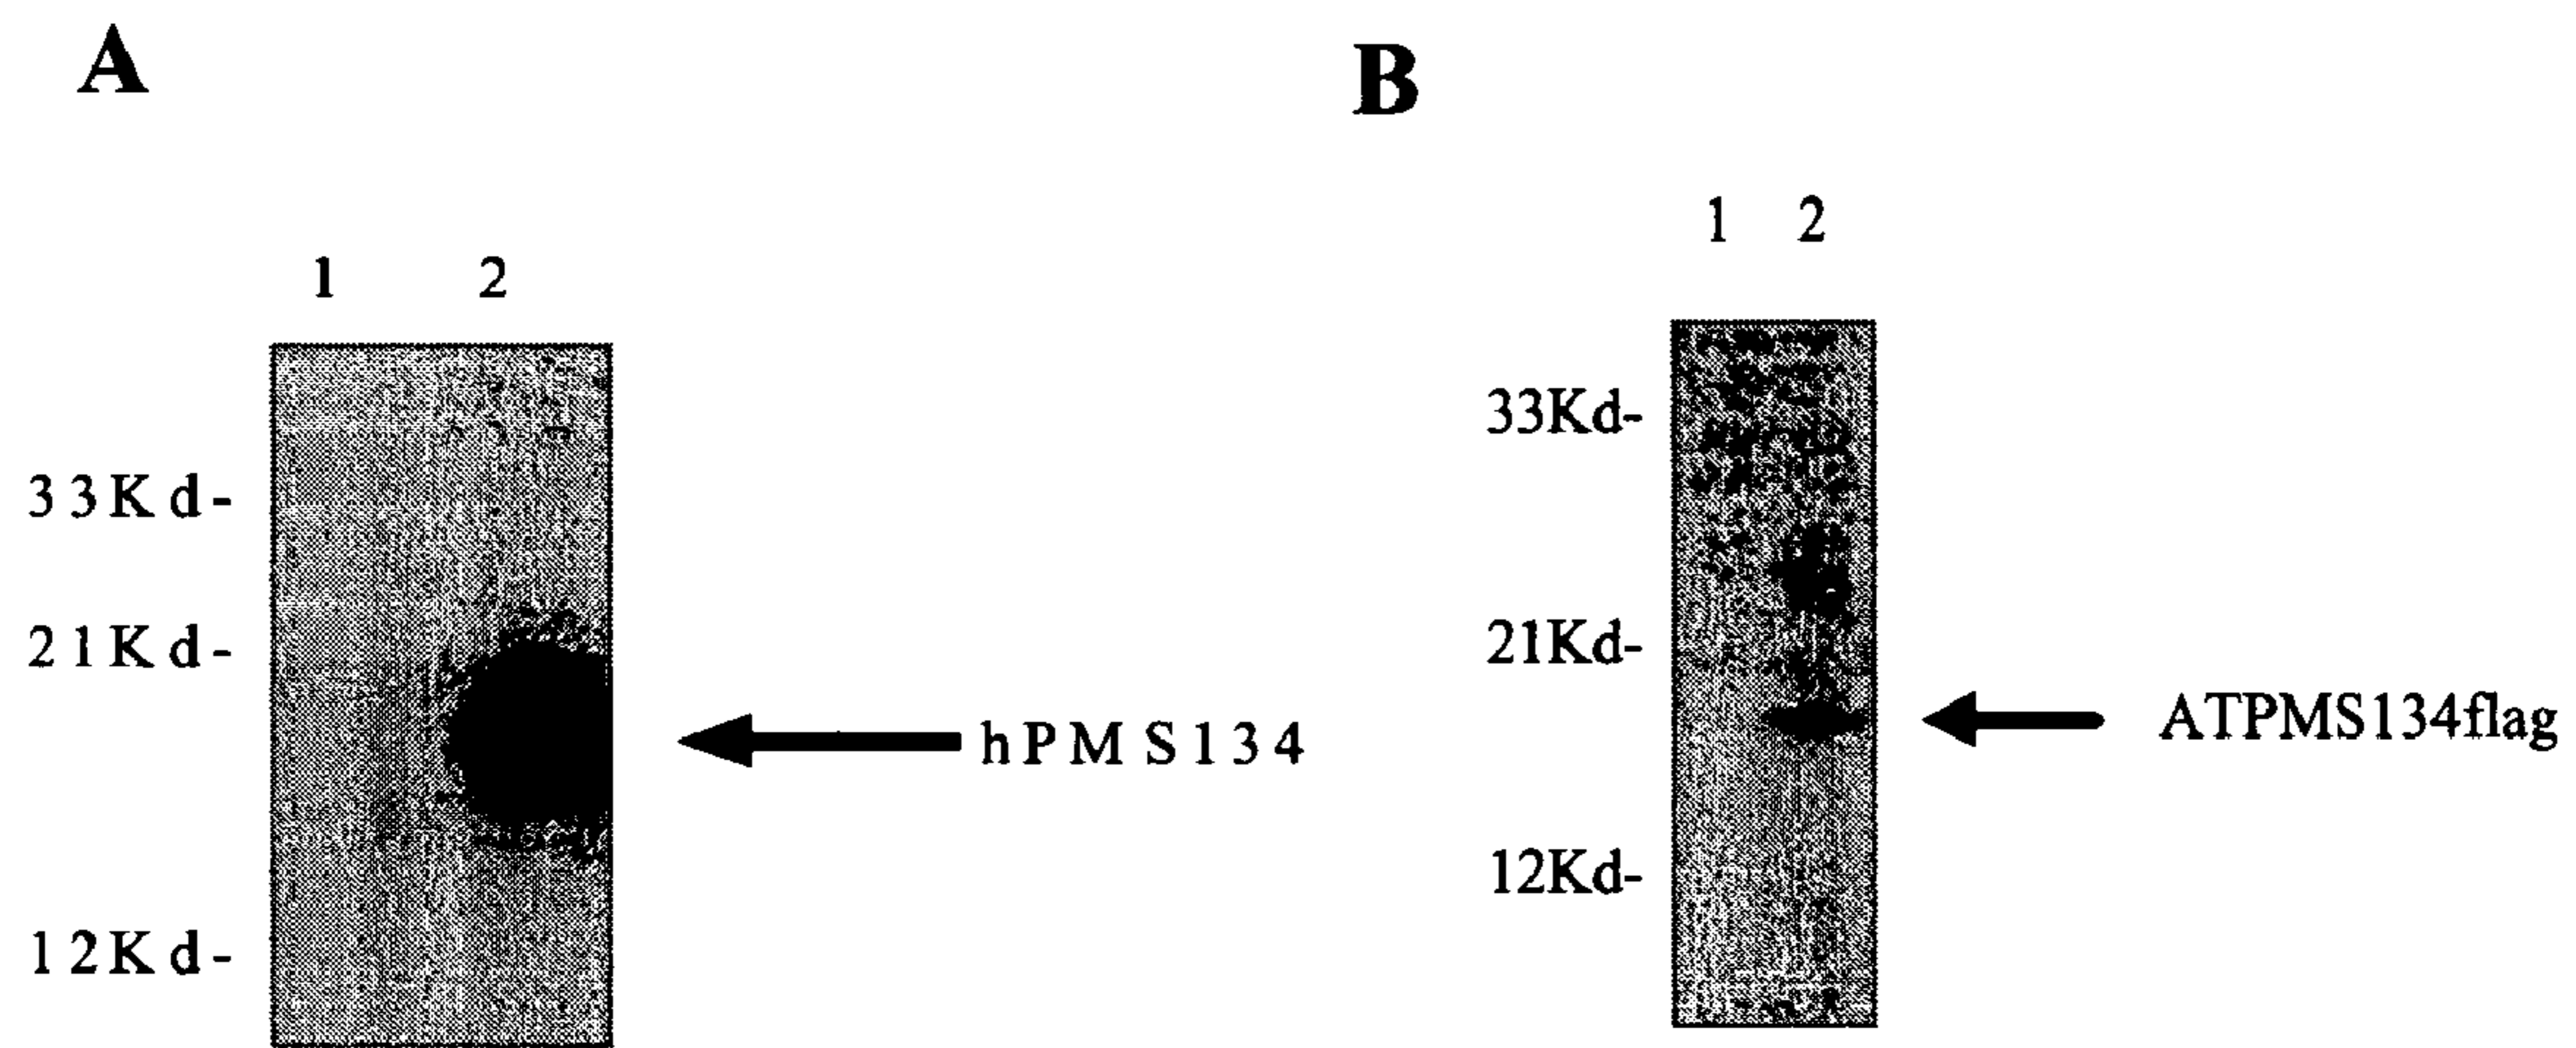 A
1 2
33Kd-
21Kd-
hPMS134
12Kd-
B
1 2
33Kd-
21Kd-
ATPMS134flag
12Kd-